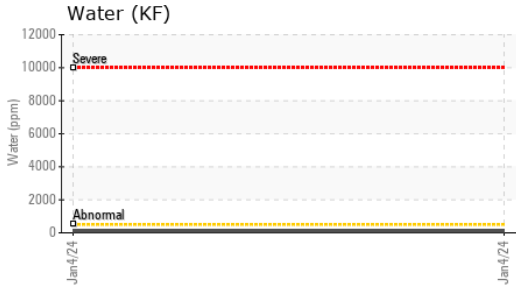 Water (KF)
12000
Severe
10000
8000
Water (ppm)
6000
4000
2000
Abnormal
0
Jan4/24
Jan4/24